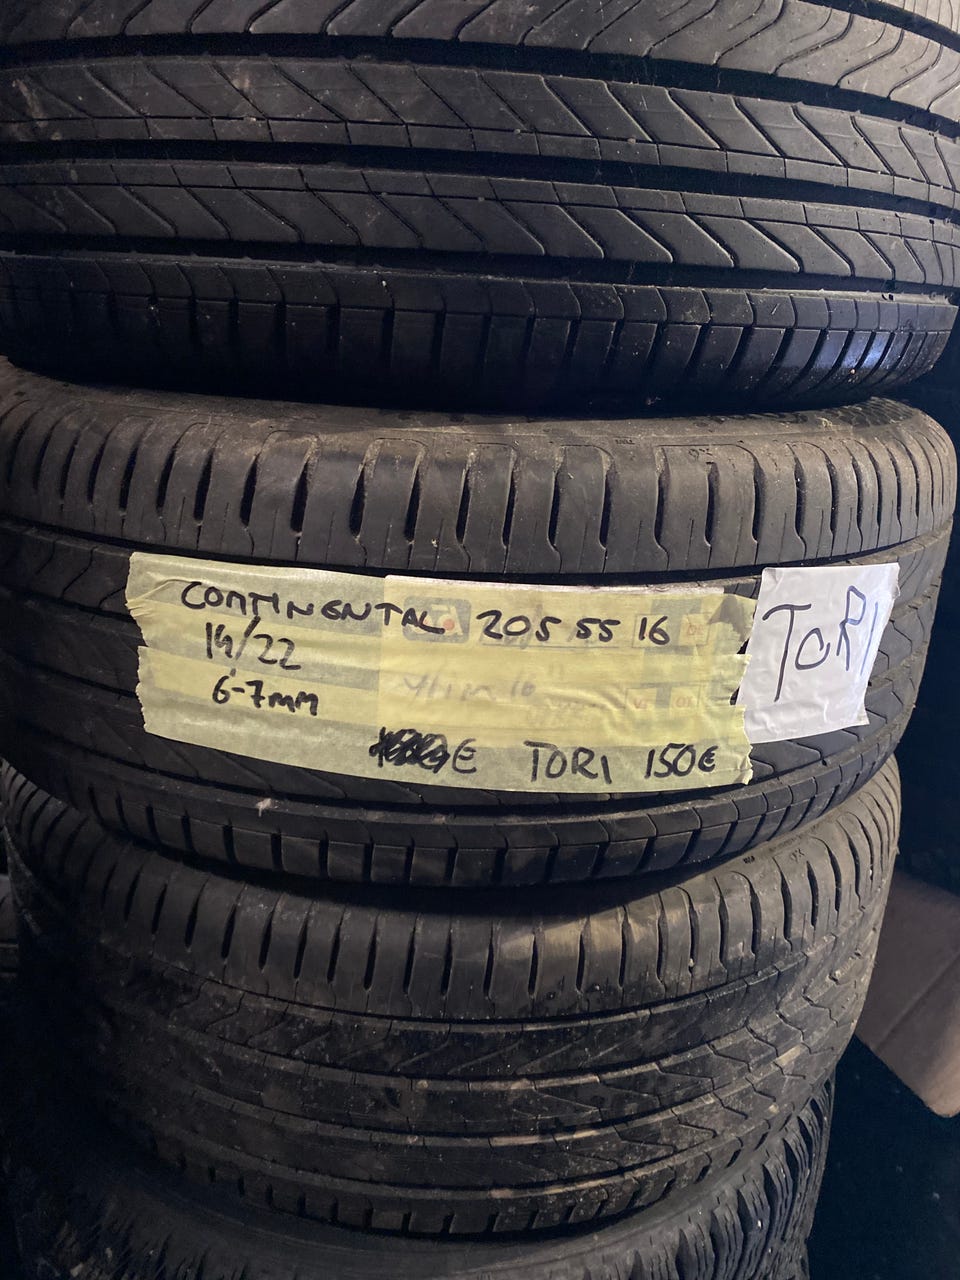 CONTINENTAL 205 55 16
14/22
6-7mm
€ TORI 150€
TORI